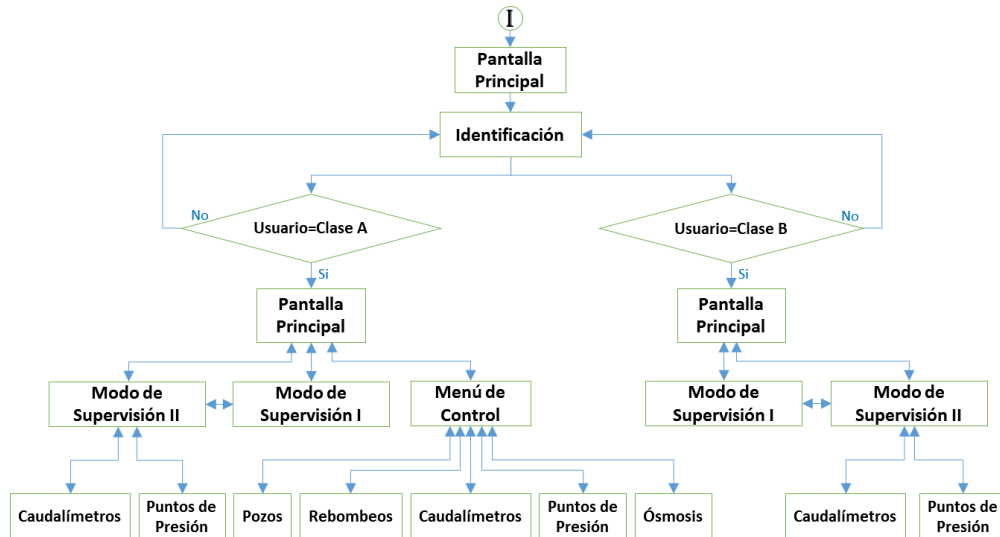 I
Pantalla
Principal
Identificación
No
Usuario=Clase A
Si
Usuario=Clase B
No
Si
Pantalla
Principal
Pantalla
Principal
Modo de
Supervisión II
Modo de
Supervisión I
Menú de
Control
Modo de
Supervisión I
Modo de
Supervisión II
Caudalímetros
Puntos de
Presión
Pozos
Rebombeos
Caudalímetros
Puntos de
Presión
Ósmosis
Caudalímetros
Puntos de
Presión